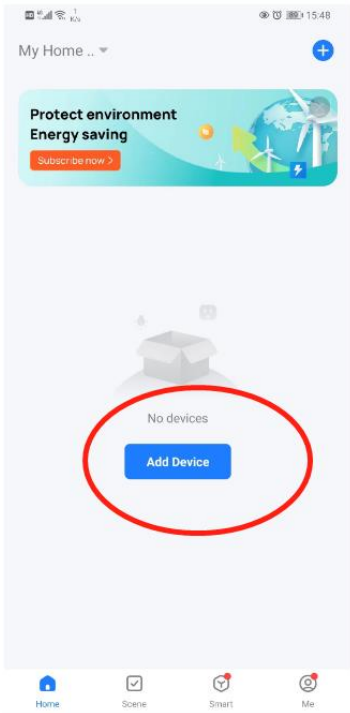 15:48
My Home .. 
Protect environment
Energy saving
Subscribe now >
No devices
Add Device
Home
Scene
Smart
Me